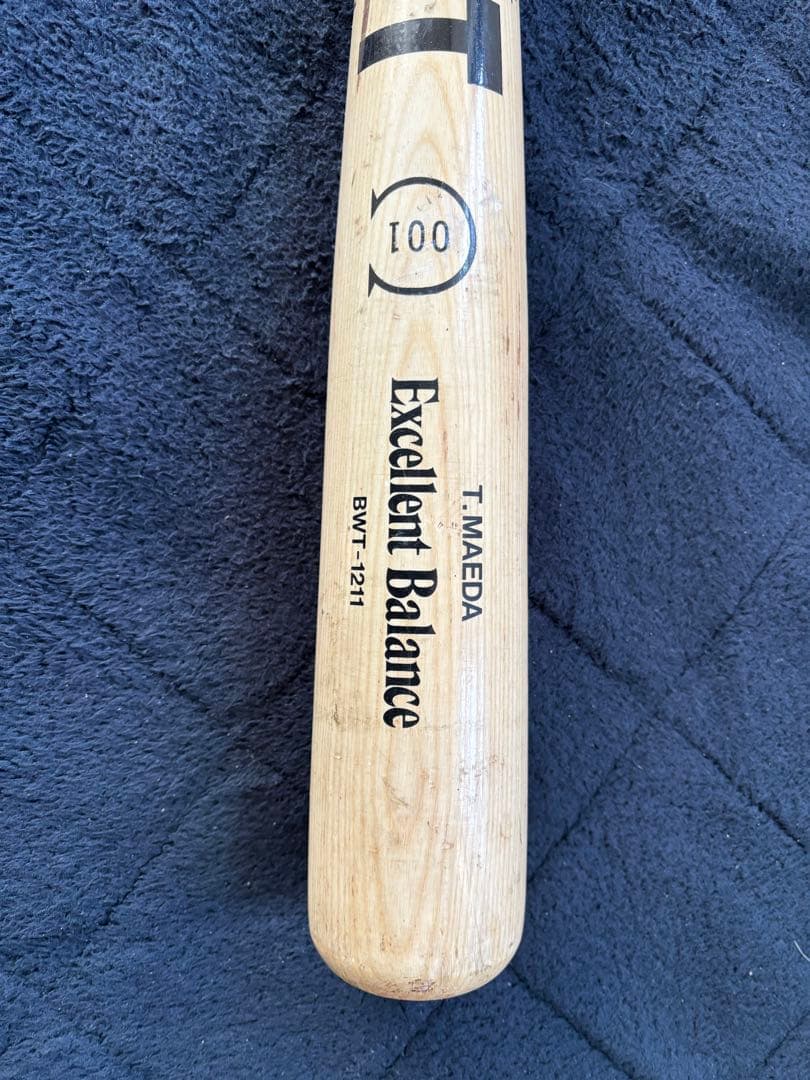 100
T. MAEDA
Excellent Balance
BWT-1211